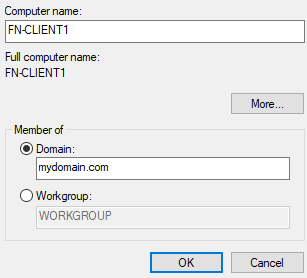 Computer name:
FN-CLIENT1
Full computer name:
FN-CLIENT1
More...
Member of
Domain:
mydomain.com
Workgroup:
WORKGROUP
OK
Cancel